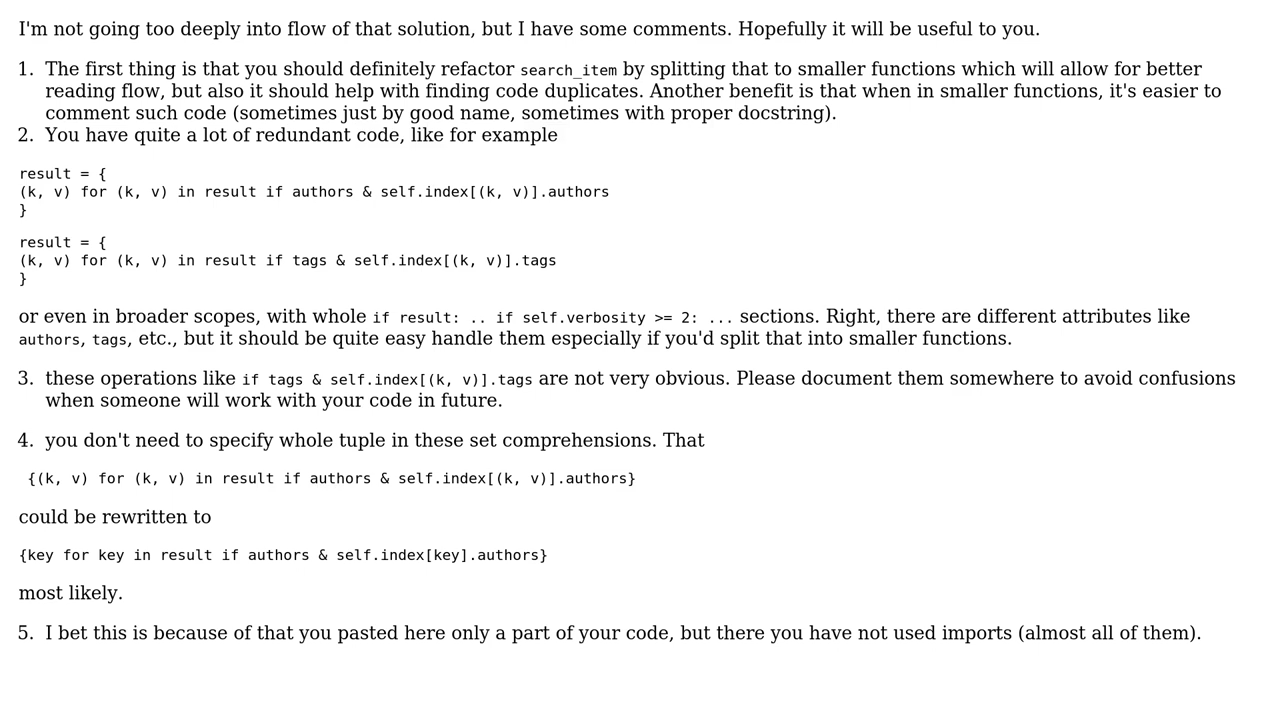 I'm not going too deeply into flow of that solution, but I have some comments. Hopefully it will be useful to you.
1. The first thing is that you should definitely refactor search_item by splitting that to smaller functions which will allow for better
reading flow, but also it should help with finding code duplicates. Another benefit is that when in smaller functions, it's easier to
comment such code (sometimes just by good name, sometimes with proper docstring).
2. You have quite a lot of redundant code, like for example
result = {
(k, v) for (k, v) in result if authors & self.index[(k, v)].authors
}
result = {
(k, v) for (k, v) in result if tags & self.index[(k, v)].tags
}
or even in broader scopes, with whole if result: .. if self.verbosity >= 2: ... sections. Right, there are different attributes like
authors, tags, etc., but it should be quite easy handle them especially if you'd split that into smaller functions.
3. these operations like if tags & self.index[(k, v)].tags are not very obvious. Please document them somewhere to avoid confusions
when someone will work with your code in future.
4. you don't need to specify whole tuple in these set comprehensions. That
{(k, v) for (k, v) in result if authors & self.index[(k, v)].authors}
could be rewritten to
{key for key in result if authors & self.index[key].authors}
most likely.
5. I bet this is because of that you pasted here only a part of your code, but there you have not used imports (almost all of them).